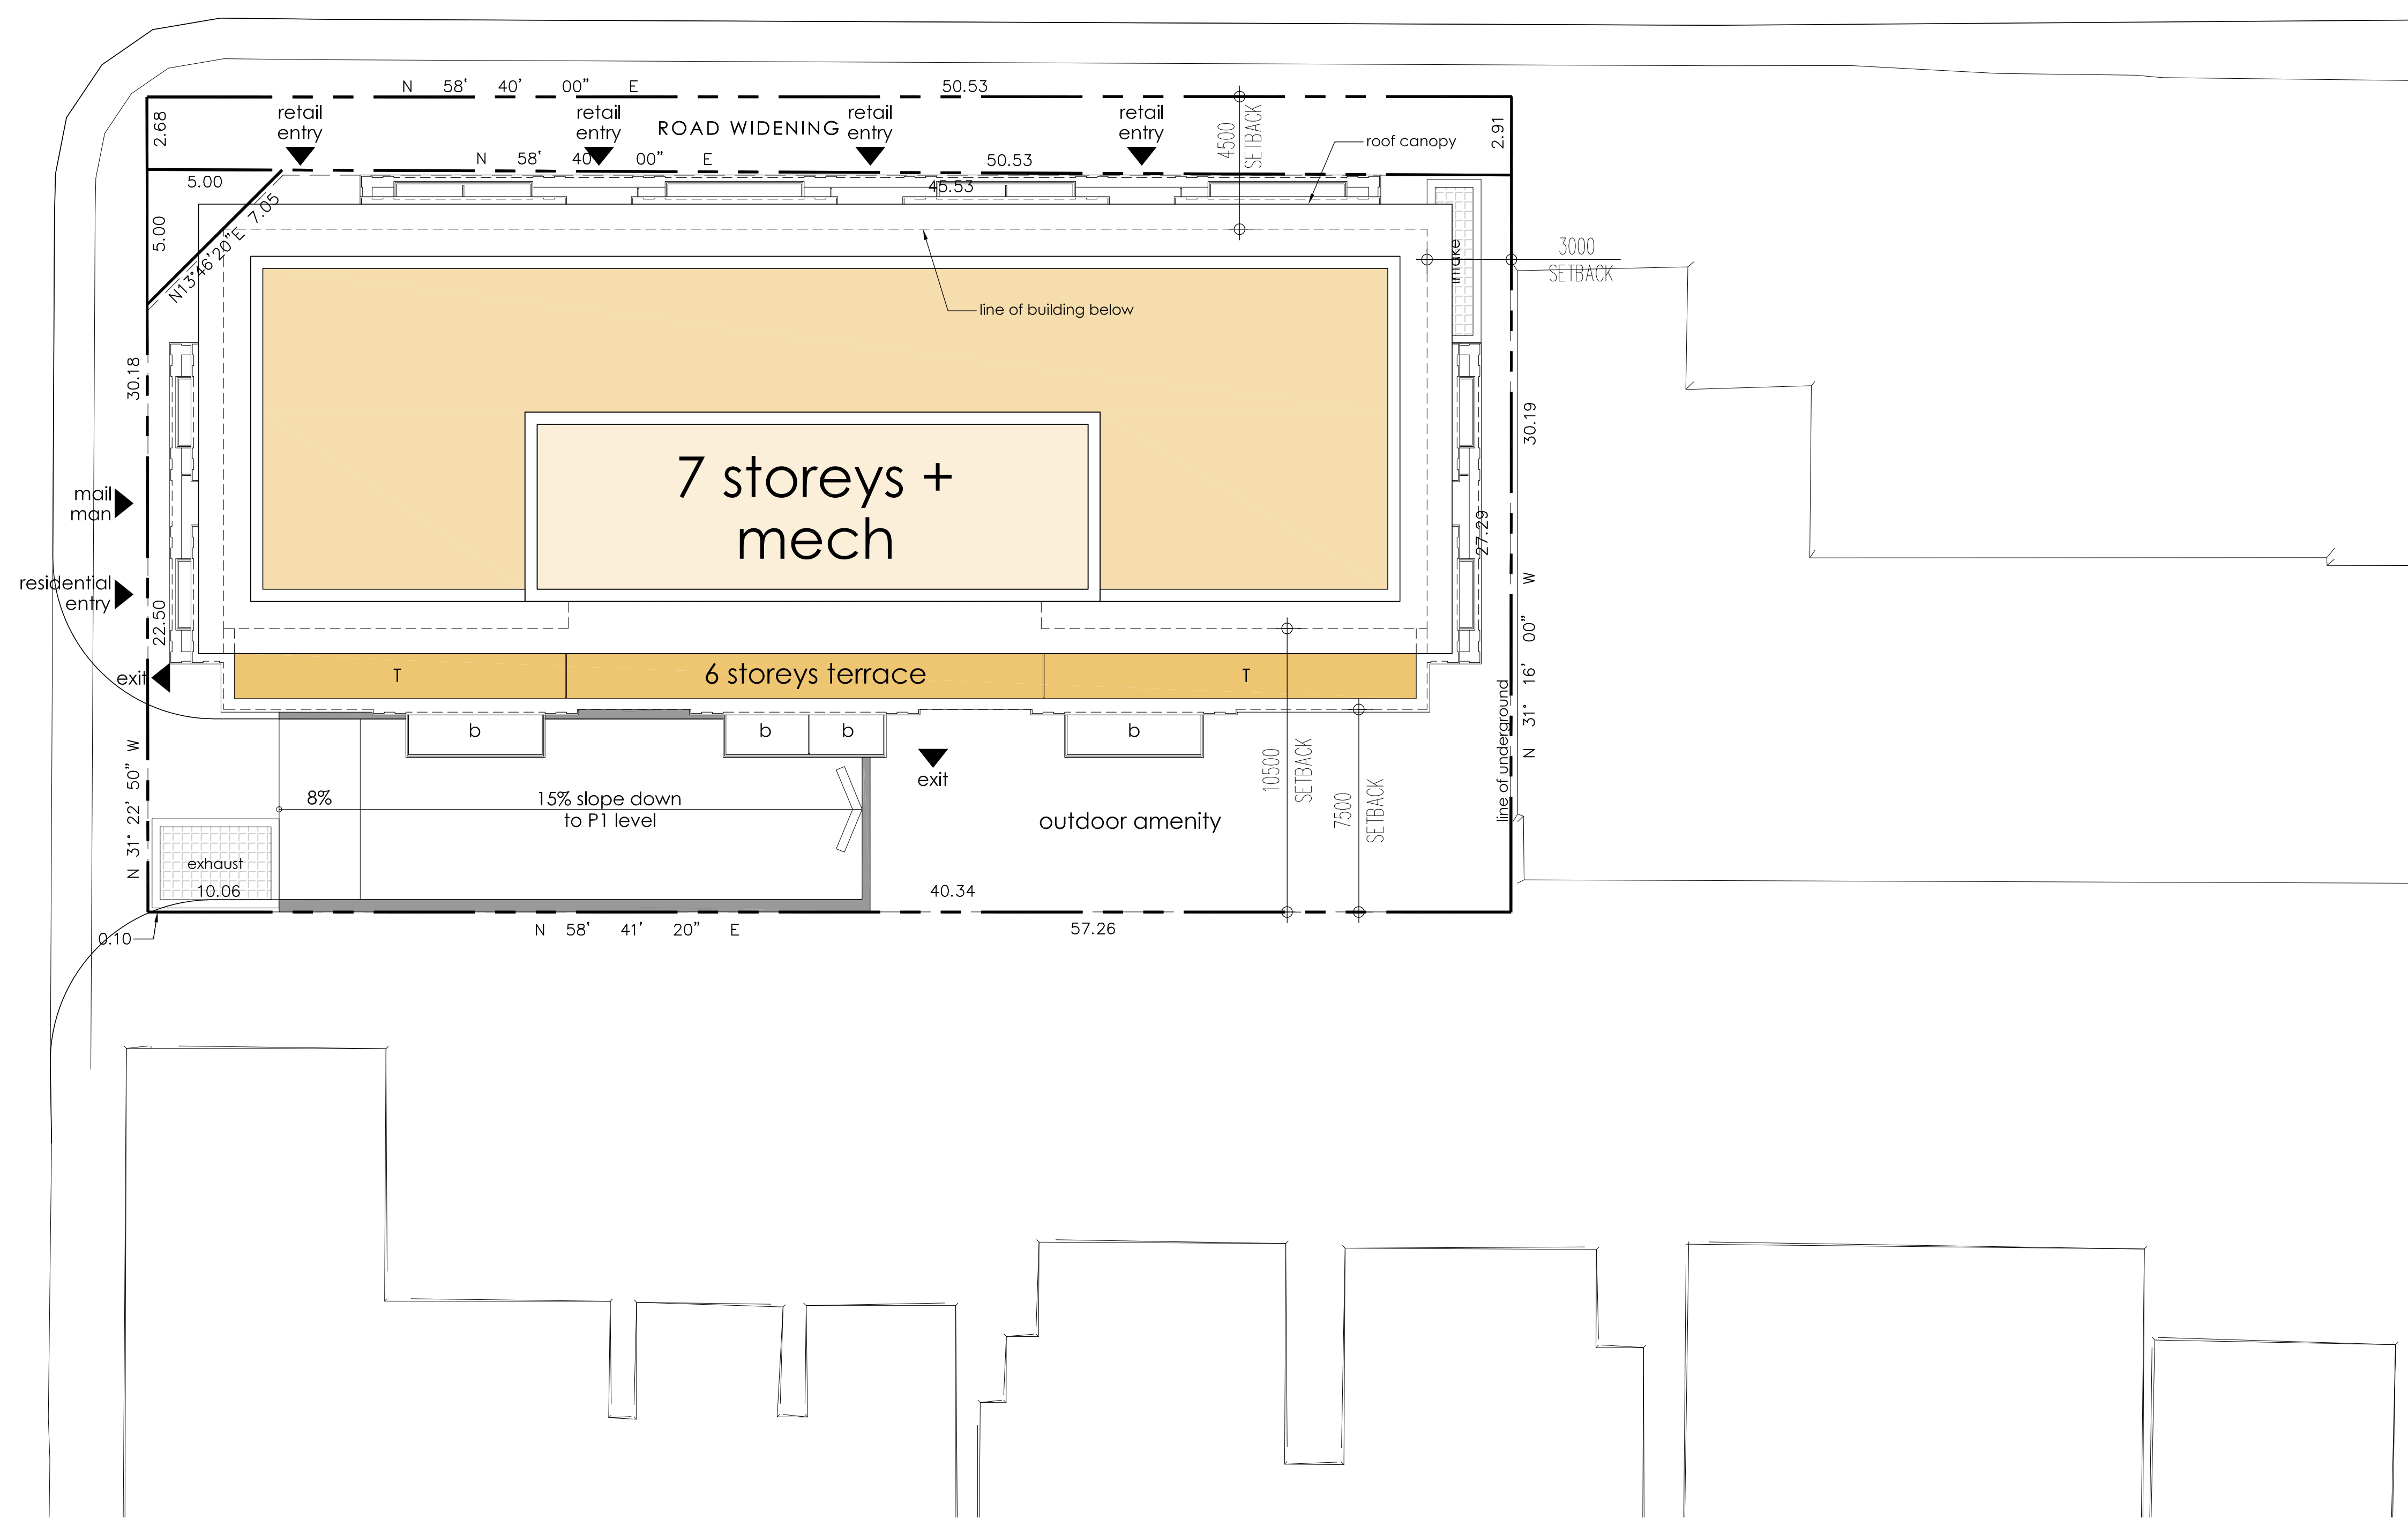 N 58' 40' 00" E
50.53
retail
entry
retail
entry
retail
entry
retail
entry
ROAD WIDENING
2.68
2.91
4500
SETBACK
roof canopy
N 58' 40' 00" E
50.53
5.00
45.53
7.05
5.00
N13°46'20"E
intake
3000
SETBACK
line of building below
30.18
30.19
7 storeys +
mech
mail
man
27.29
residential
entry
22.50
N 31° 16' 00" W
exit
T
6 storeys terrace
T
line of underground
b
b
b
b
exit
N 31° 22' 50" W
10500
SETBACK
7500
SETBACK
8%
15% slope down
to P1 level
outdoor amenity
exhaust
10.06
40.34
0.10
N 58' 41' 20" E
57.26